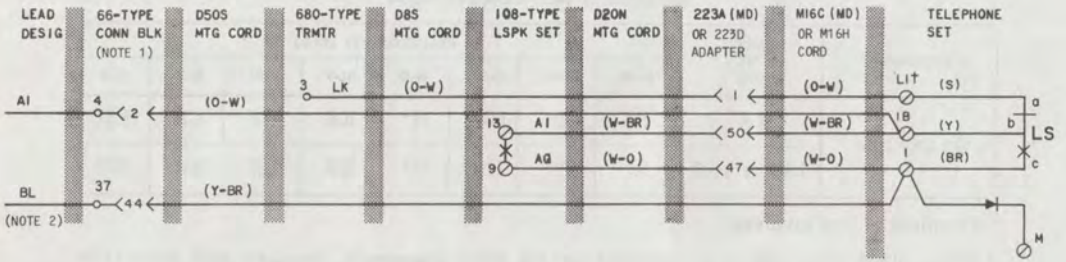 LEAD 66-TYPE D50S 680-TYPE D8S 108-TYPE D20N 223A (MD) M16C (MD) TELEPHONE
DESIG CONN BLK MTG CORD TRMTR MTG CORD LSPK SET MTG CORD OR 223D OR M16H SET
(NOTE 1) ADAPTER CORD
3 LK (O-W) 1 (O-W) L1† (S) a
A1 4 2 (O-W) 1B b
13 A1 (W-BR) 50 (W-BR) (Y) LS
9 AG (W-O) 47 (W-O) 1 (BR) c
BL 37 44 (Y-BR)
(NOTE 2)
M